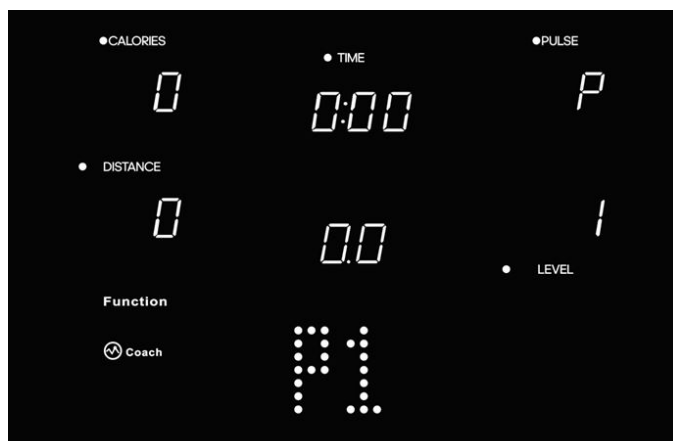 ●CALORIES
● TIME
●PULSE
0
0:00
P
● DISTANCE
0
0.0
1
● LEVEL
Function
Coach
P1